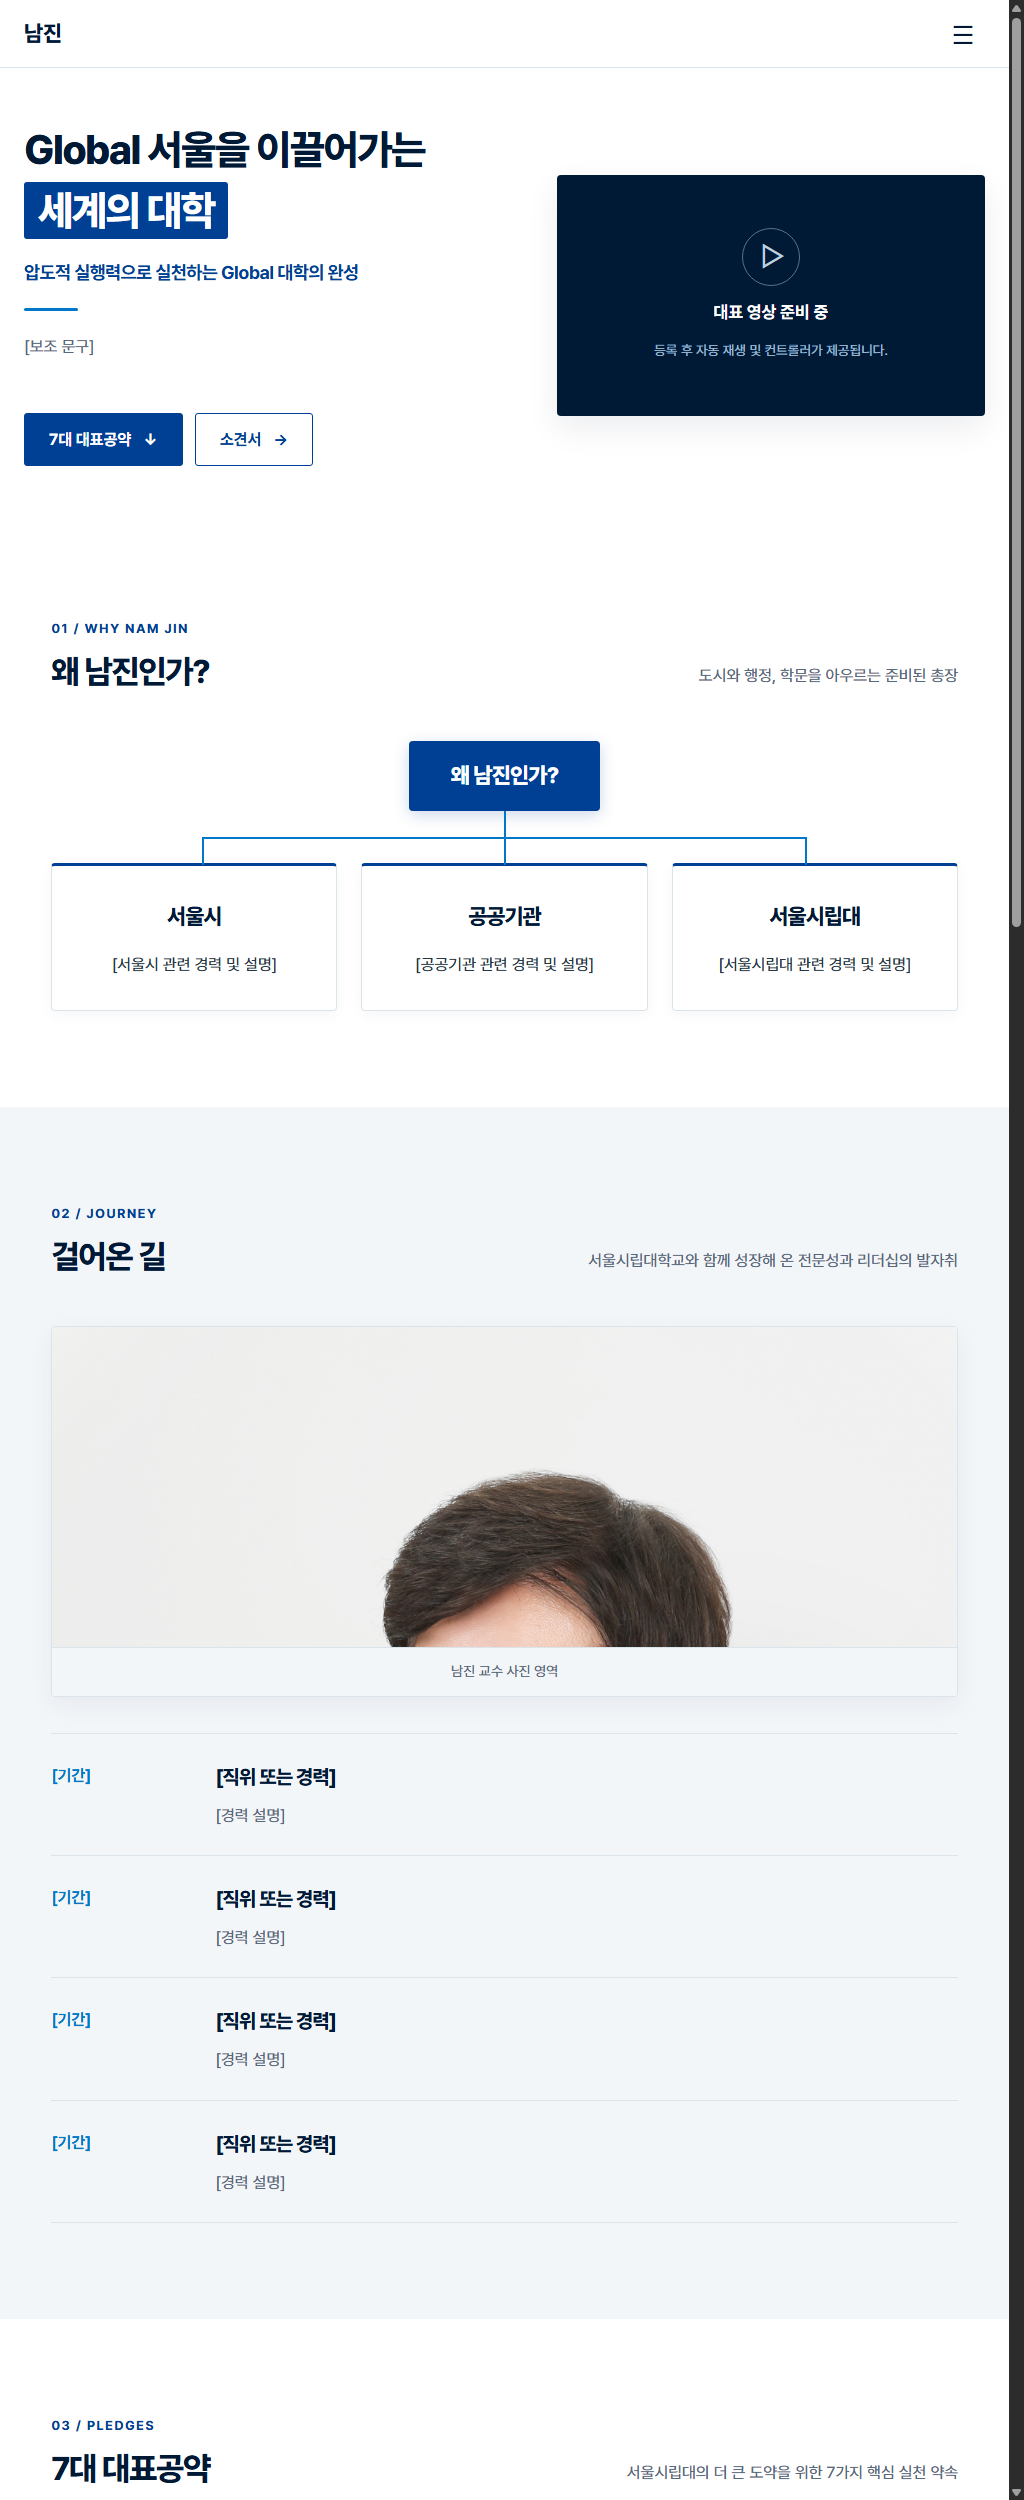 남진
Global 서울을 이끌어가는
세계의 대학
압도적 실행력으로 실천하는 Global 대학의 완성
[보조 문구]
7대 대표공약 ↓
소견서 →
대표 영상 준비 중
등록 후 자동 재생 및 컨트롤러가 제공됩니다.
01 / WHY NAM JIN
왜 남진인가?
도시와 행정, 학문을 아우르는 준비된 총장
왜 남진인가?
서울시
[서울시 관련 경력 및 설명]
공공기관
[공공기관 관련 경력 및 설명]
서울시립대
[서울시립대 관련 경력 및 설명]
02 / JOURNEY
걸어온 길
서울시립대학교와 함께 성장해 온 전문성과 리더십의 발자취
남진 교수 사진 영역
[기간]
[직위 또는 경력]
[경력 설명]
[기간]
[직위 또는 경력]
[경력 설명]
[기간]
[직위 또는 경력]
[경력 설명]
[기간]
[직위 또는 경력]
[경력 설명]
03 / PLEDGES
7대 대표공약
서울시립대의 더 큰 도약을 위한 7가지 핵심 실천 약속